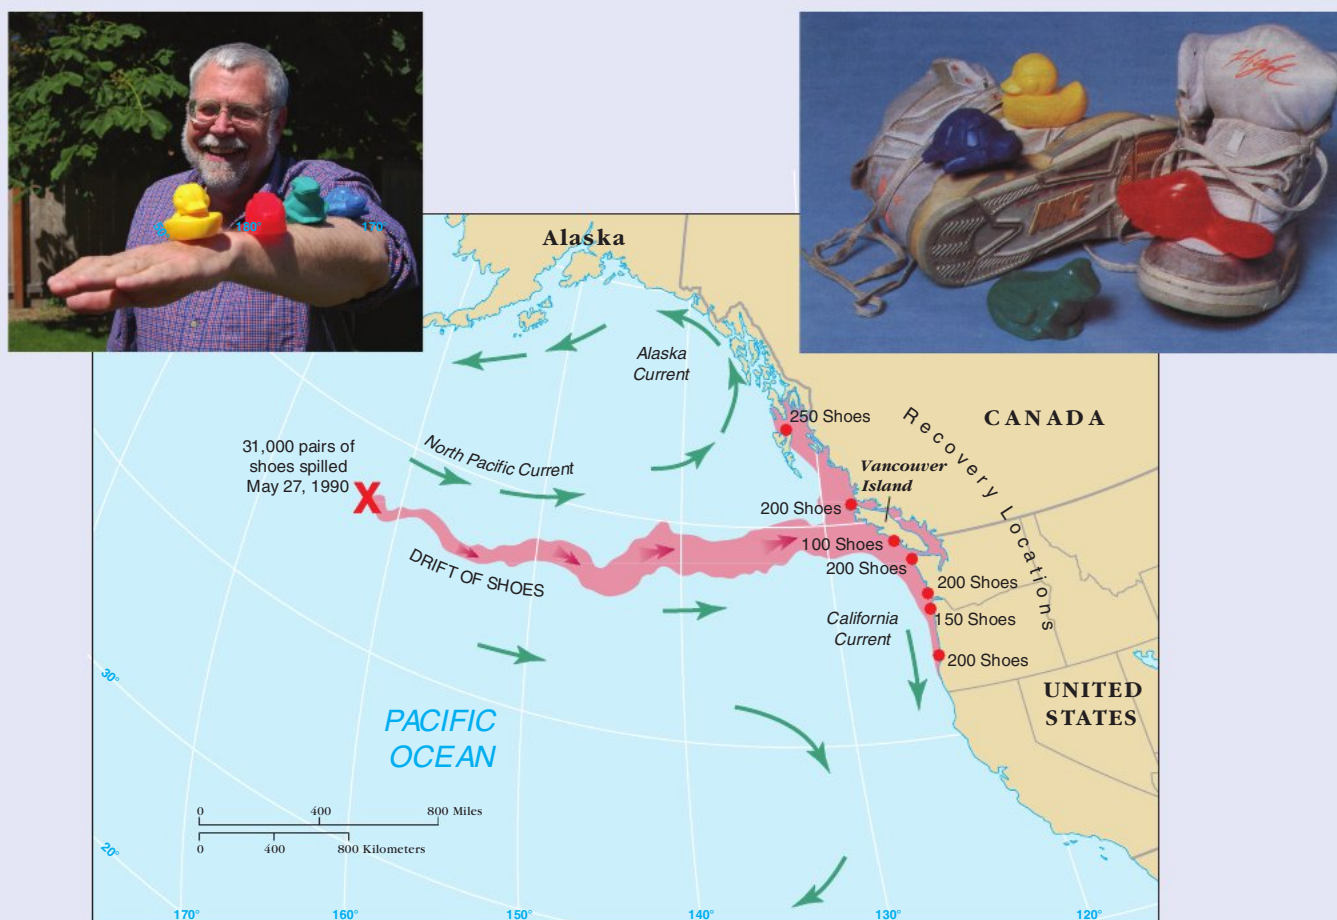 Flight
NIKE
180°
170°
Alaska
Alaska
Current
CANADA
Recovery Locations
250 Shoes
31,000 pairs of
shoes spilled
May 27, 1990
X
North Pacific Current
Vancouver
Island
200 Shoes
100 Shoes
200 Shoes
DRIFT OF SHOES
200 Shoes
150 Shoes
California
Current
200 Shoes
UNITED
STATES
30°
PACIFIC
OCEAN
0 400 800 Miles
0 400 800 Kilometers
20°
170° 160° 150° 140° 130° 120°